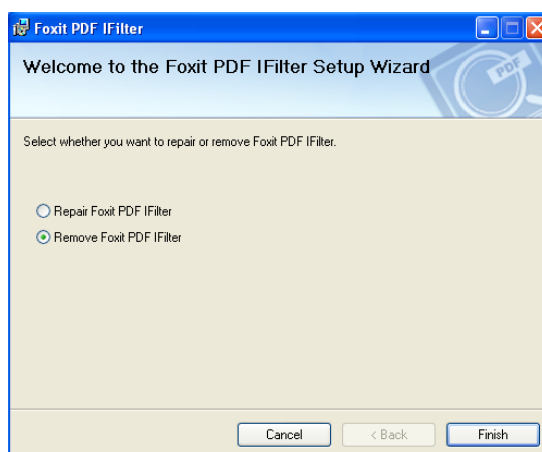 Foxit PDF IFilter
Welcome to the Foxit PDF IFilter Setup Wizard
PDF
Select whether you want to repair or remove Foxit PDF IFilter.
Repair Foxit PDF IFilter
Remove Foxit PDF IFilter
Cancel
< Back
Finish